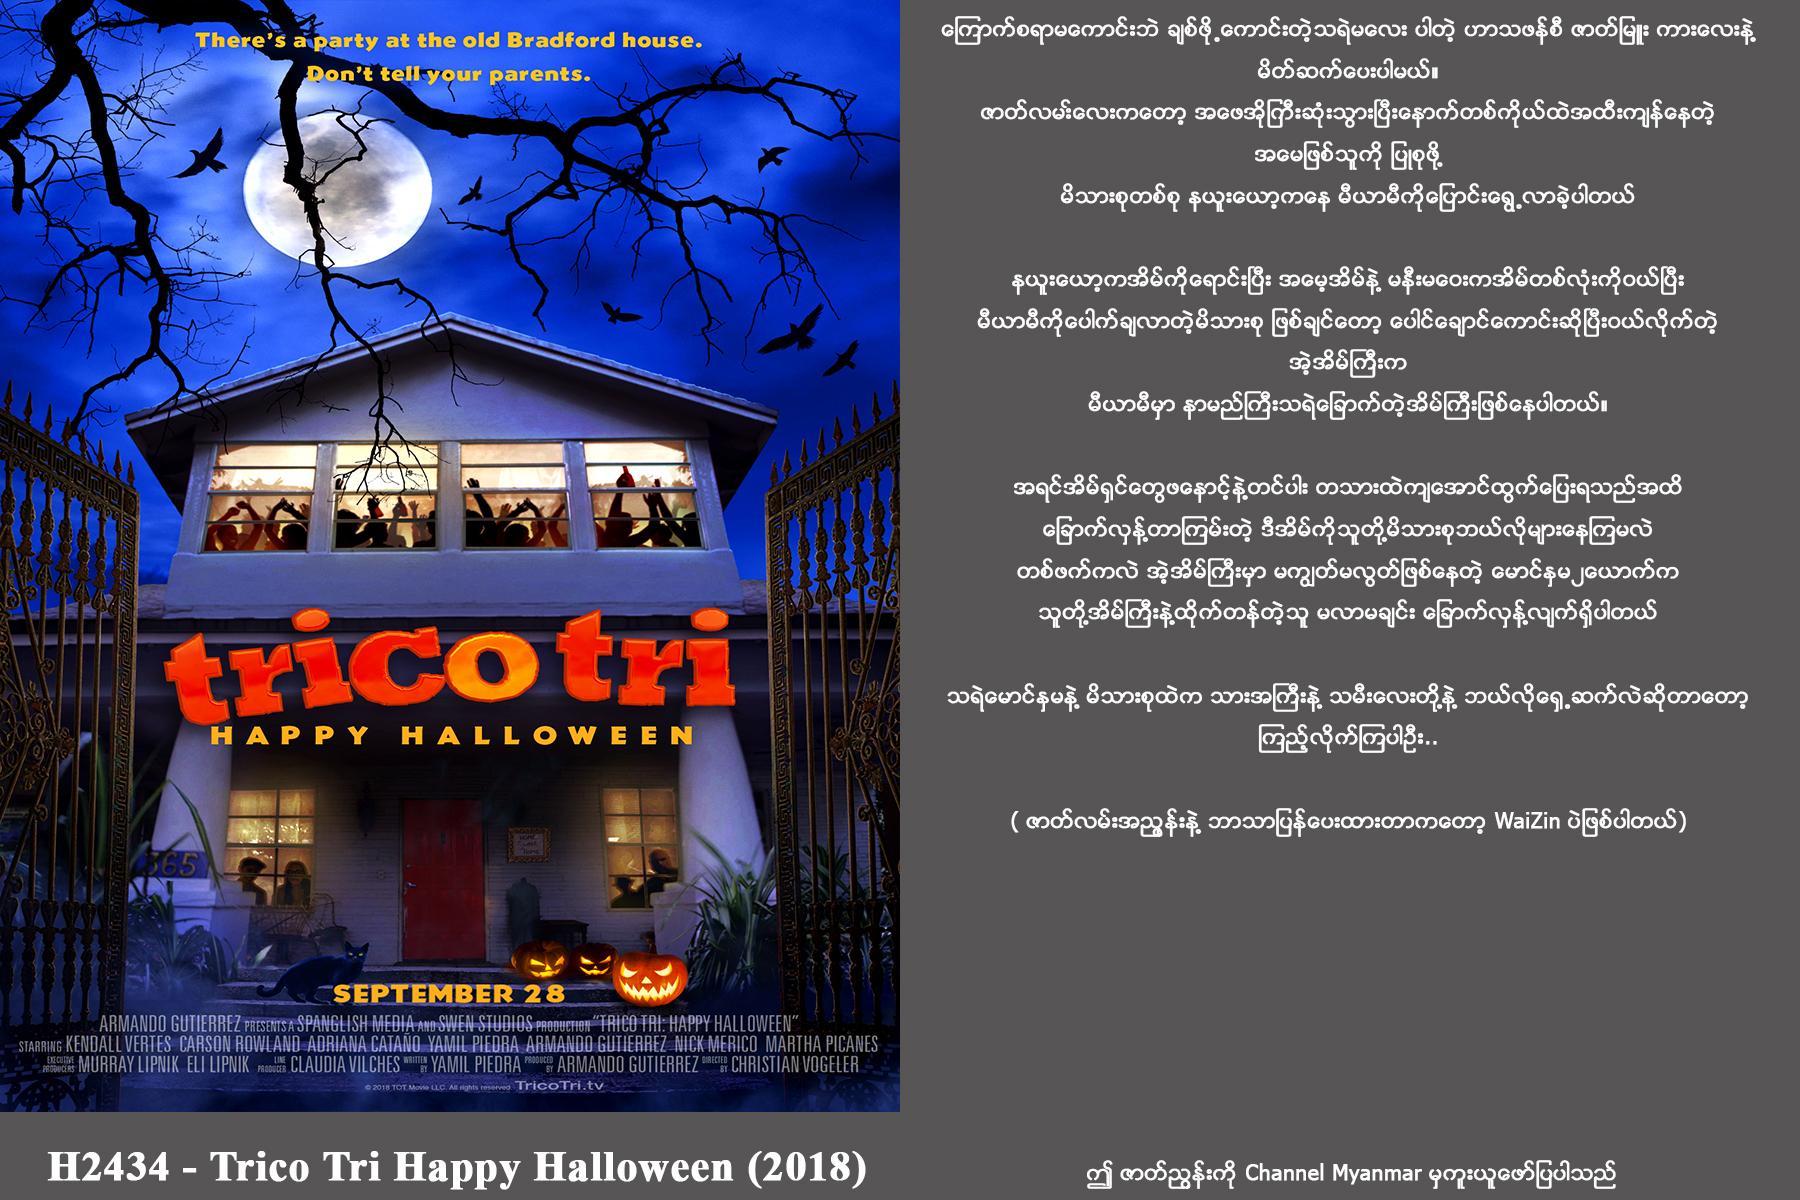 There's a party at the old Bradford house.
Don't tell your parents.
365
trico tri
HAPPY HALLOWEEN
SEPTEMBER 28
ARMANDO GUTIERREZ PRESENTS A SPANGLISH MEDIA AND SWEN STUDIOS PRODUCTION "TRICO TRI: HAPPY HALLOWEEN"
STARRING KENDALL VERTES CARSON ROWLAND ADRIANA CATAÑO YAMIL PIEDRA ARMANDO GUTIERREZ NICK MERICO MARTHA PICANES
EXECUTIVE PRODUCERS MURRAY LIPNIK ELI LIPNIK LINE PRODUCER CLAUDIA VILCHES WRITTEN BY YAMIL PIEDRA PRODUCED BY ARMANDO GUTIERREZ DIRECTED BY CHRISTIAN VOGELER
© 2018 TOT Movie LLC. All rights reserved. TricoTri.tv
H2434 - Trico Tri Happy Halloween (2018)
ကြောက်စရာမကောင်းဘဲ ချစ်ဖို့ကောင်းတဲ့သရဲမလေး ပါတဲ့ ဟာသဖန်စီ ဇာတ်မြူး ကားလေးနဲ့
မိတ်ဆက်ပေးပါမယ်။
ဇာတ်လမ်းလေးကတော့ အဖေအိုကြီးဆုံးသွားပြီးနောက်တစ်ကိုယ်ထဲအထီးကျန်နေတဲ့
အမေဖြစ်သူကို ပြုစုဖို့
မိသားစုတစ်စု နယူးယော့ကနေ မီယာမီကိုပြောင်းရွေ့လာခဲ့ပါတယ်
နယူးယော့ကအိမ်ကိုရောင်းပြီး အမေ့အိမ်နဲ့ မနီးမဝေးကအိမ်တစ်လုံးကိုဝယ်ပြီး
မီယာမီကိုပေါက်ချလာတဲ့မိသားစု ဖြစ်ချင်တော့ ပေါင်ချောင်ကောင်းဆိုပြီးဝယ်လိုက်တဲ့
အဲ့အိမ်ကြီးက
မီယာမီမှာ နာမည်ကြီးသရဲခြောက်တဲ့အိမ်ကြီးဖြစ်နေပါတယ်။
အရင်အိမ်ရှင်တွေဖနောင့်နဲ့တင်ပါး တသားထဲကျအောင်ထွက်ပြေးရသည်အထိ
ခြောက်လှန့်တာကြမ်းတဲ့ ဒီအိမ်ကိုသူတို့မိသားစုဘယ်လိုများနေကြမလဲ
တစ်ဖက်ကလဲ အဲ့အိမ်ကြီးမှာ မကျွတ်မလွတ်ဖြစ်နေတဲ့ မောင်နှမ၂ယောက်က
သူတို့အိမ်ကြီးနဲ့ထိုက်တန်တဲ့သူ မလာမချင်း ခြောက်လှန့်လျက်ရှိပါတယ်
သရဲမောင်နှမနဲ့ မိသားစုထဲက သားအကြီးနဲ့ သမီးလေးတို့နဲ့ ဘယ်လိုရှေ့ဆက်လဲဆိုတာတော့
ကြည့်လိုက်ကြပါဦး..
( ဇာတ်လမ်းအညွှန်းနဲ့ ဘာသာပြန်ပေးထားတာကတော့ WaiZin ပဲဖြစ်ပါတယ်)
ဤ ဇာတ်ညွှန်းကို Channel Myanmar မှကူးယူဖော်ပြပါသည်